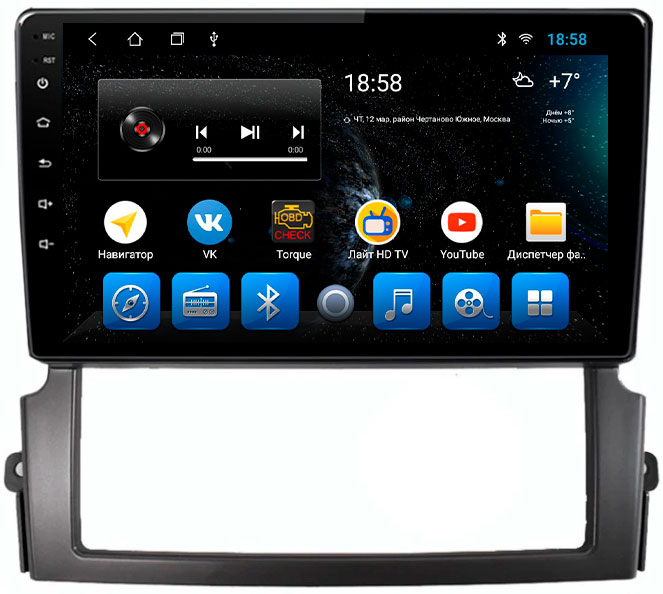 MIC
18:58
RST
18:58
+7°
ЧТ, 12 мар, район Чертаново Южное, Москва
Днём +8°
Ночью +5°
0:00
0:00
OBD
CHECK
Навигатор
VK
Torque
Лайт HD TV
YouTube
Диспетчер фа..